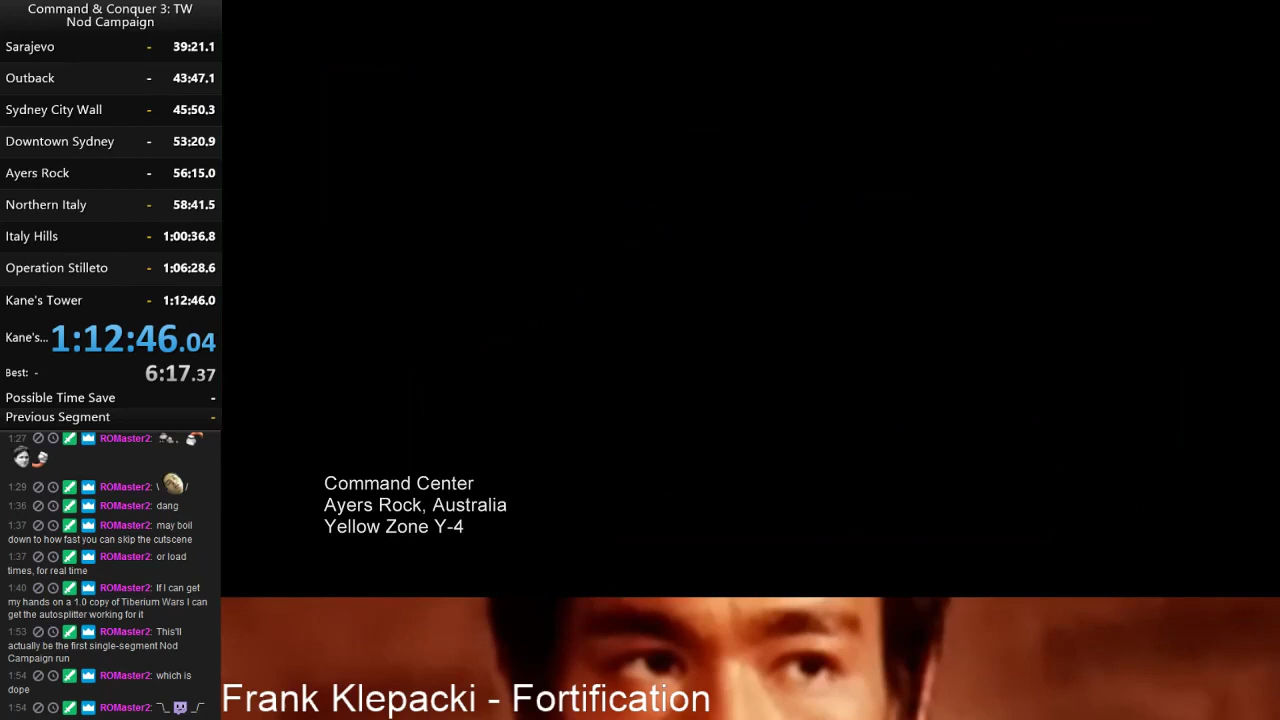 Command & Conquer 3: TW
Nod Campaign
Sarajevo - 39:21.1
Outback - 43:47.1
Sydney City Wall - 45:50.3
Downtown Sydney - 53:20.9
Ayers Rock - 56:15.0
Northern Italy - 58:41.5
Italy Hills - 1:00:36.8
Operation Stilleto - 1:06:28.6
Kane's Tower - 1:12:46.0
Kane's... 1:12:46.04
Best: - 6:17.37
Possible Time Save -
Previous Segment -
1:27 ROMaster2:
1:29 ROMaster2: \ /
1:36 ROMaster2: dang
1:37 ROMaster2: may boil
down to how fast you can skip the cutscene
1:37 ROMaster2: or load
times, for real time
1:40 ROMaster2: If I can get
my hands on a 1.0 copy of Tiberium Wars I can
get the autosplitter working for it
1:53 ROMaster2: This'll
actually be the first single-segment Nod
Campaign run
1:54 ROMaster2: which is
dope
1:54 ROMaster2:
Command Center
Ayers Rock, Australia
Yellow Zone Y-4
Frank Klepacki - Fortification